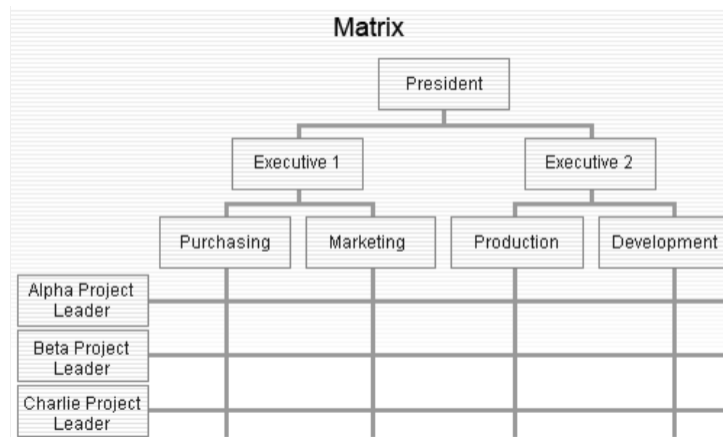 Matrix
President
Executive 1
Executive 2
Purchasing
Marketing
Production
Development
Alpha Project
Leader
Beta Project
Leader
Charlie Project
Leader